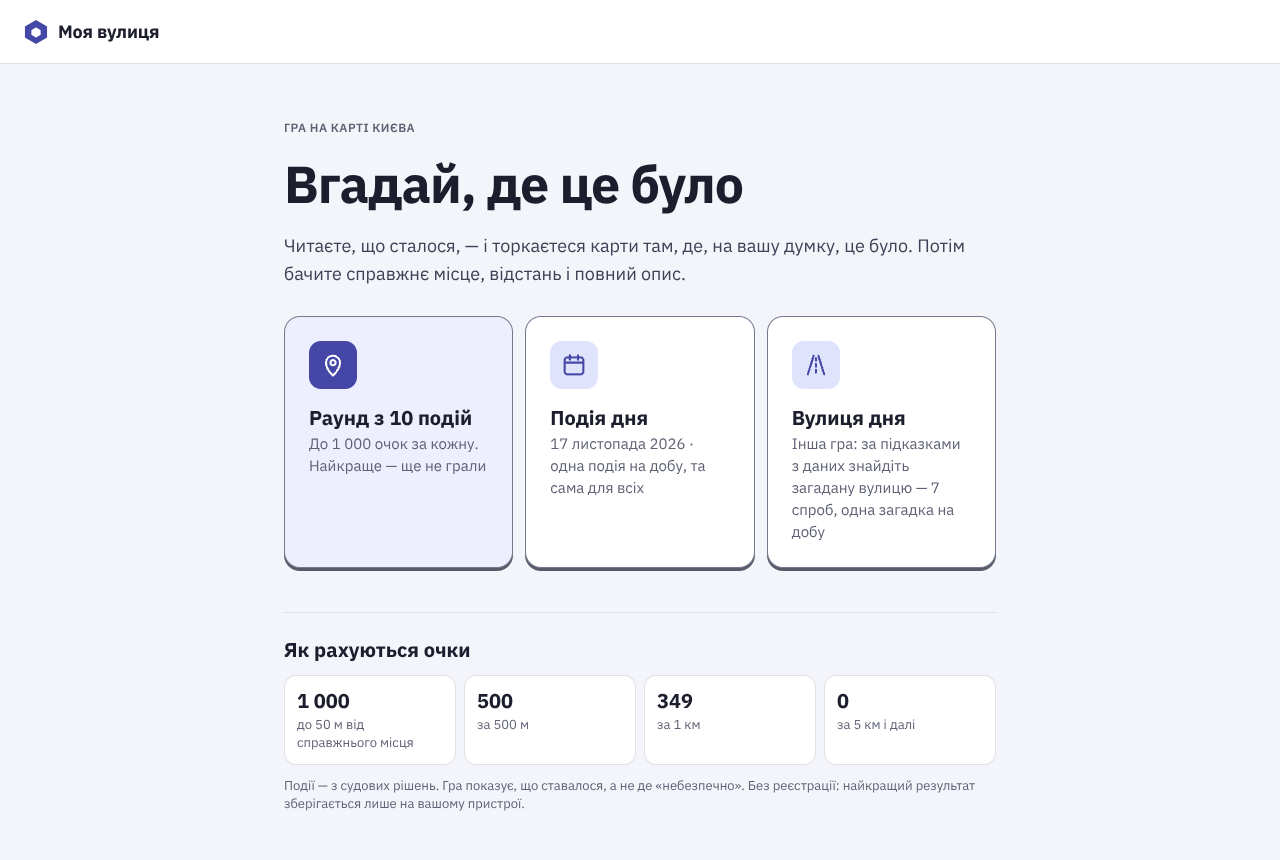 Моя вулиця
ГРА НА КАРТІ КИЄВА
Вгадай, де це було
Читаєте, що сталося, — і торкаєтеся карти там, де, на вашу думку, це було. Потім
бачите справжнє місце, відстань і повний опис.
Раунд з 10 подій
До 1 000 очок за кожну.
Найкраще — ще не грали
Подія дня
17 листопада 2026 ·
одна подія на добу, та
сама для всіх
Вулиця дня
Інша гра: за підказками
з даних знайдіть
загадану вулицю — 7
спроб, одна загадка на
добу
Як рахуються очки
1 000
до 50 м від
справжнього місця
500
за 500 м
349
за 1 км
0
за 5 км і далі
Події — з судових рішень. Гра показує, що ставалося, а не де «небезпечно». Без реєстрації: найкращий результат
зберігається лише на вашому пристрої.